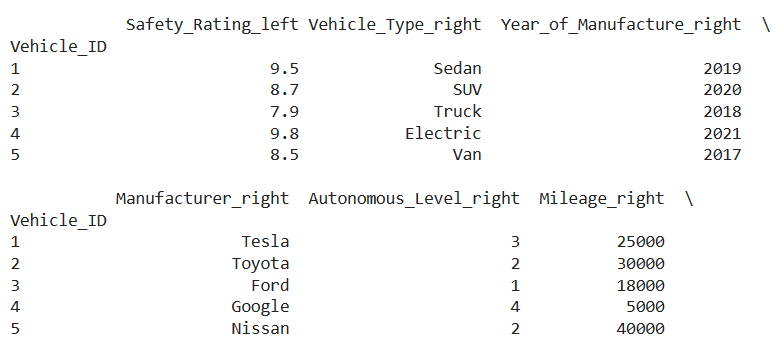 Safety_Rating_left Vehicle_Type_right Year_of_Manufacture_right \
Vehicle_ID
1 9.5 Sedan 2019
2 8.7 SUV 2020
3 7.9 Truck 2018
4 9.8 Electric 2021
5 8.5 Van 2017
Manufacturer_right Autonomous_Level_right Mileage_right \
Vehicle_ID
1 Tesla 3 25000
2 Toyota 2 30000
3 Ford 1 18000
4 Google 4 5000
5 Nissan 2 40000